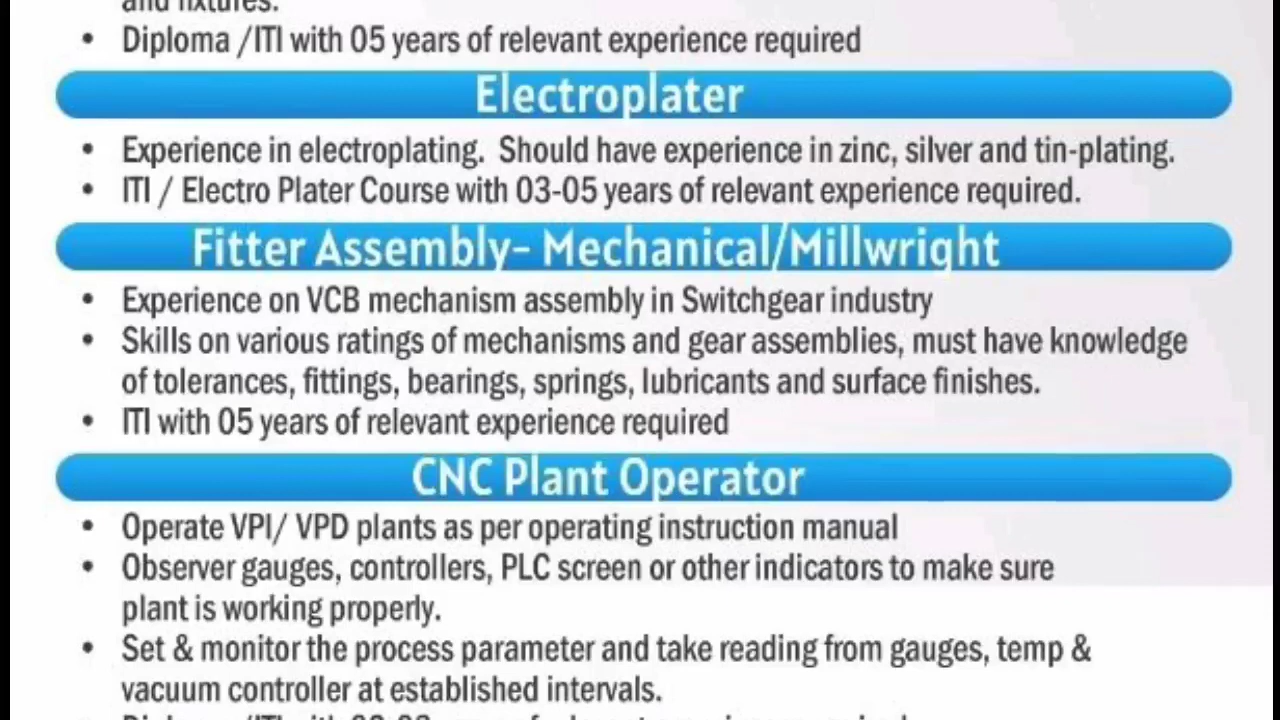 and fixtures.
• Diploma /ITI with 05 years of relevant experience required
Electroplater
• Experience in electroplating. Should have experience in zinc, silver and tin-plating.
• ITI / Electro Plater Course with 03-05 years of relevant experience required.
Fitter Assembly- Mechanical/Millwright
• Experience on VCB mechanism assembly in Switchgear industry
• Skills on various ratings of mechanisms and gear assemblies, must have knowledge
of tolerances, fittings, bearings, springs, lubricants and surface finishes.
• ITI with 05 years of relevant experience required
CNC Plant Operator
• Operate VPI/ VPD plants as per operating instruction manual
• Observer gauges, controllers, PLC screen or other indicators to make sure
plant is working properly.
• Set & monitor the process parameter and take reading from gauges, temp &
vacuum controller at established intervals.